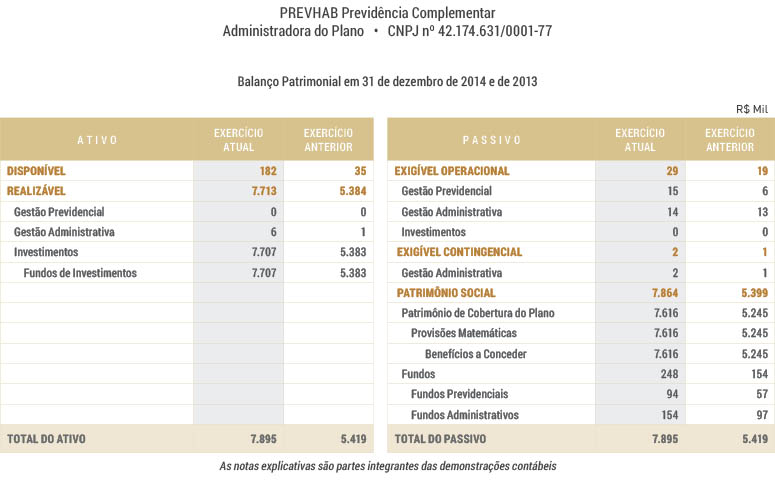 PREVHAB Previdência Complementar
Administradora do Plano • CNPJ nº 42.174.631/0001-77
Balanço Patrimonial em 31 de dezembro de 2014 e de 2013
R$ Mil
ATIVO EXERCÍCIO ATUAL EXERCÍCIO ANTERIOR
DISPONÍVEL 182 35
REALIZÁVEL 7.713 5.384
Gestão Previdencial 0 0
Gestão Administrativa 6 1
Investimentos 7.707 5.383
Fundos de Investimentos 7.707 5.383
TOTAL DO ATIVO 7.895 5.419
PASSIVO EXERCÍCIO ATUAL EXERCÍCIO ANTERIOR
EXIGÍVEL OPERACIONAL 29 19
Gestão Previdencial 15 6
Gestão Administrativa 14 13
Investimentos 0 0
EXIGÍVEL CONTINGENCIAL 2 1
Gestão Administrativa 2 1
PATRIMÔNIO SOCIAL 7.864 5.399
Patrimônio de Cobertura do Plano 7.616 5.245
Provisões Matemáticas 7.616 5.245
Benefícios a Conceder 7.616 5.245
Fundos 248 154
Fundos Previdenciais 94 57
Fundos Administrativos 154 97
TOTAL DO PASSIVO 7.895 5.419
As notas explicativas são partes integrantes das demonstrações contábeis